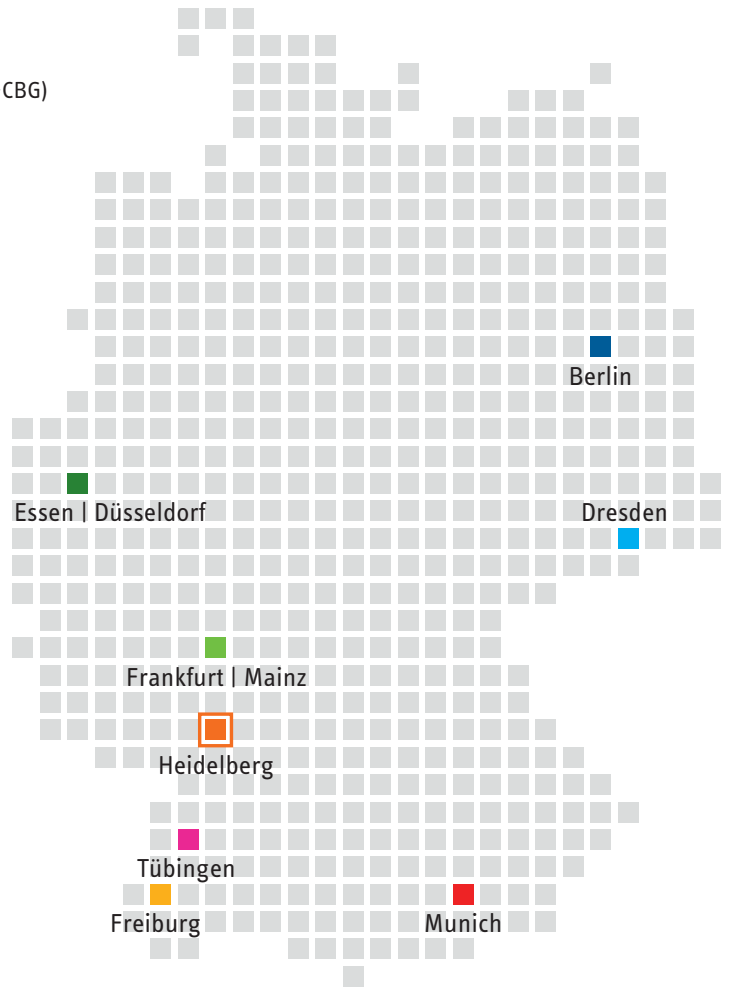 CBG)
Berlin
Essen | Düsseldorf
Dresden
Frankfurt | Mainz
Heidelberg
Tübingen
Freiburg
Munich